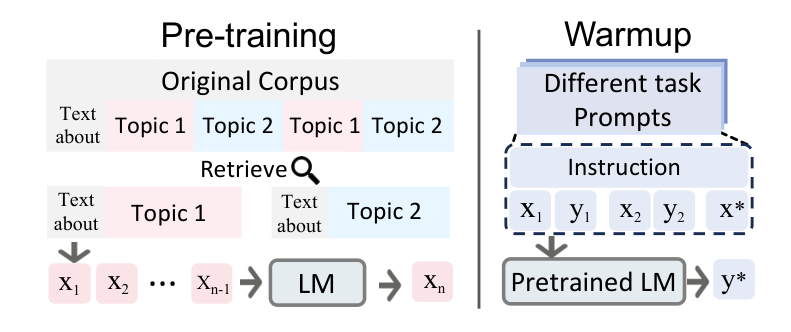 Pre-training
Original Corpus
Text about
Topic 1 Topic 2 Topic 1 Topic 2
Retrieve
Text about
Topic 1
Text about
Topic 2
x₁ x₂ ··· xₙ₋₁ LM xₙ
Warmup
Different task
Prompts
Instruction
x₁ y₁ x₂ y₂ x*
Pretrained LM y*